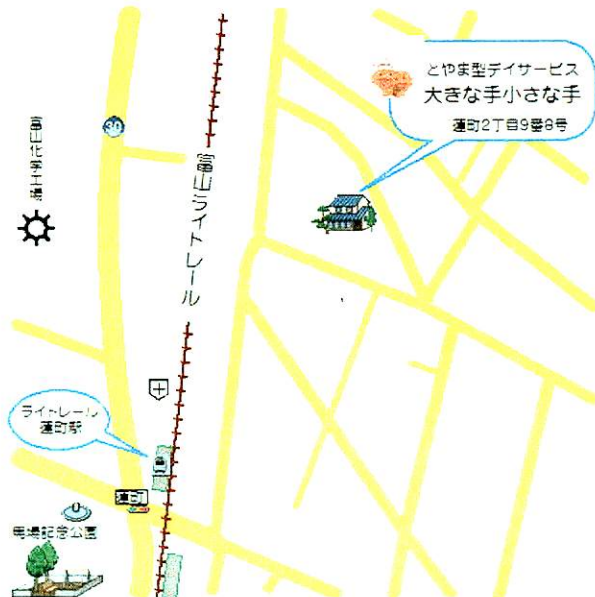 とやま型デイサービス
大きな手小さな手
蓮町2丁目9番8号
30
富山化学工場
富山ライトレール
ライトレール
蓮町駅
蓮町
馬場記念公園